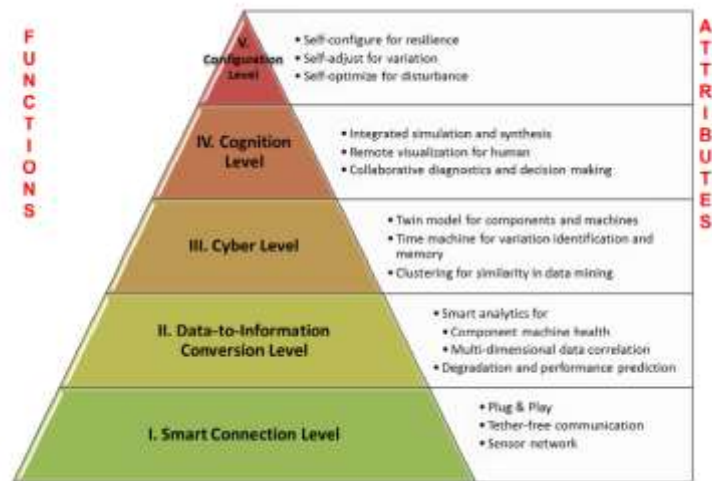 FUNCTIONS
ATTRIBUTES
V.
Configuration
Level
• Self-configure for resilience
• Self-adjust for variation
• Self-optimize for disturbance
IV. Cognition
Level
• Integrated simulation and synthesis
• Remote visualization for human
• Collaborative diagnostics and decision making
III. Cyber Level
• Twin model for components and machines
• Time machine for variation identification and
memory
• Clustering for similarity in data mining
II. Data-to-Information
Conversion Level
• Smart analytics for
• Component machine health
• Multi-dimensional data correlation
• Degradation and performance prediction
I. Smart Connection Level
• Plug & Play
• Tether-free communication
• Sensor network